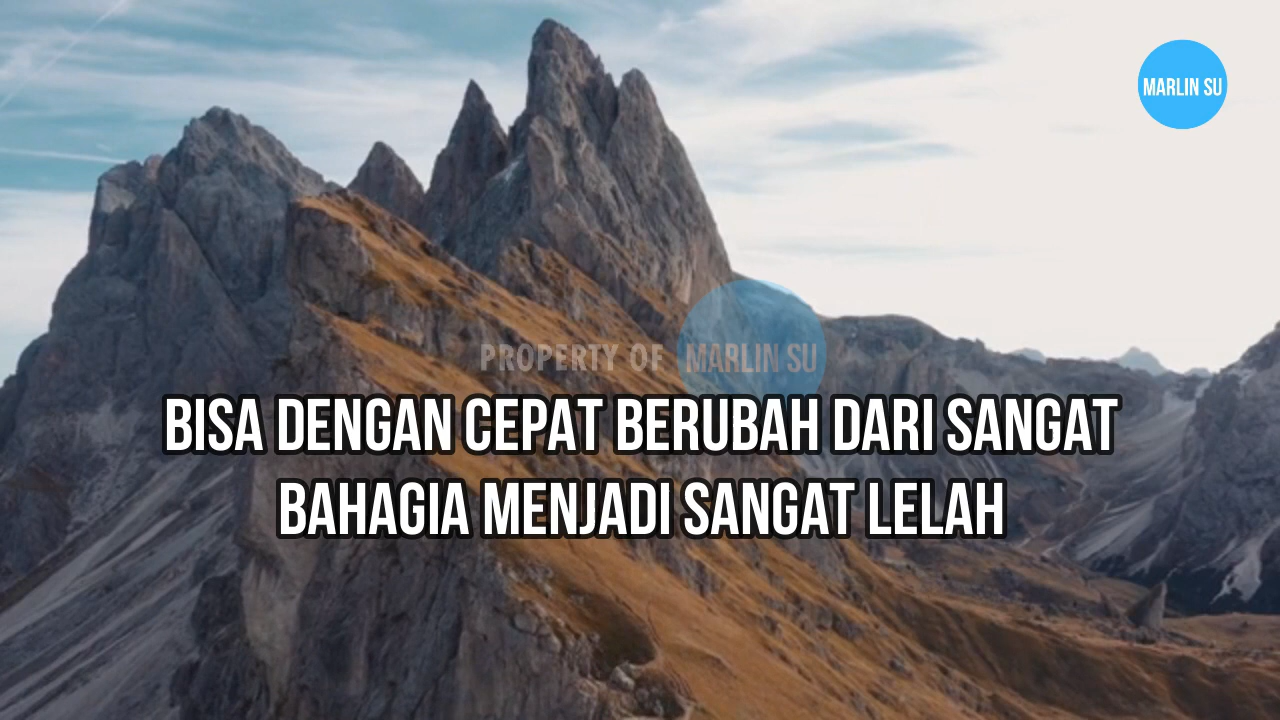 MARLIN SU
PROPERTY OF MARLIN SU
BISA DENGAN CEPAT BERUBAH DARI SANGAT
BAHAGIA MENJADI SANGAT LELAH